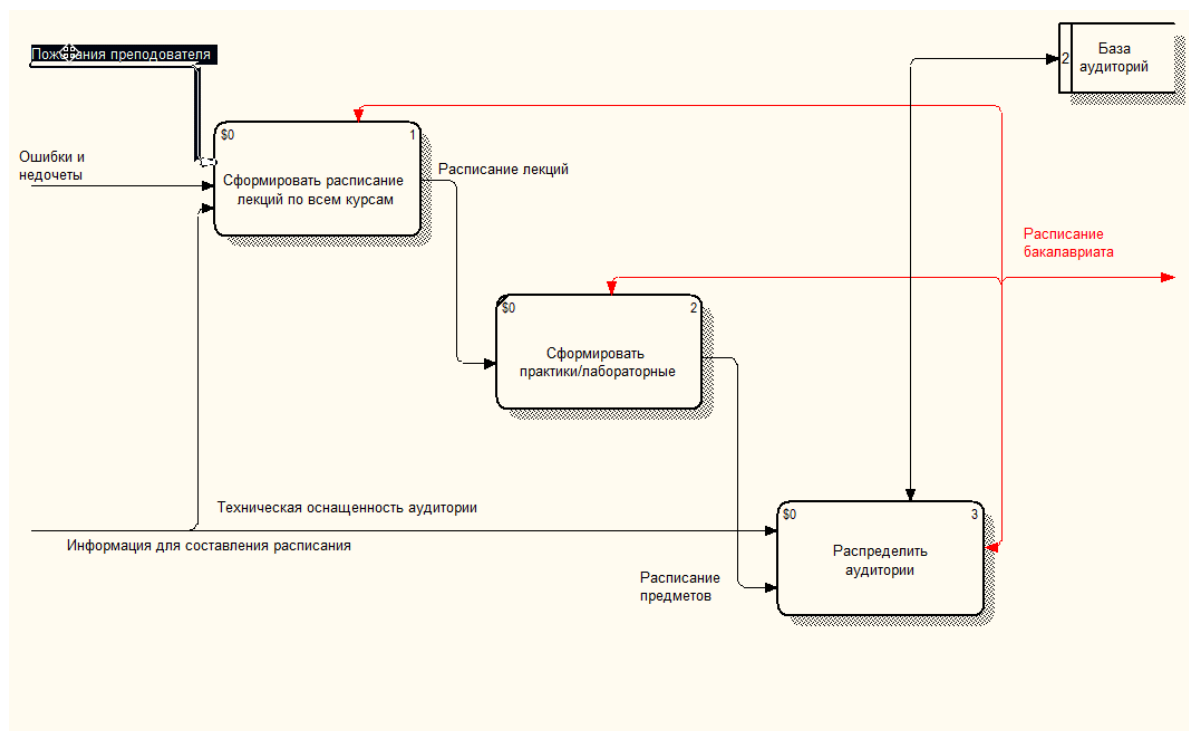 Пожелания преподователя
База
аудиторий
2
$0
1
Сформировать расписание
лекций по всем курсам
Ошибки и
недочеты
Расписание лекций
Расписание
бакалавриата
$0
2
Сформировать
практики/лабораторные
Техническая оснащенность аудитории
Информация для составления расписания
$0
3
Распределить
аудитории
Расписание
предметов